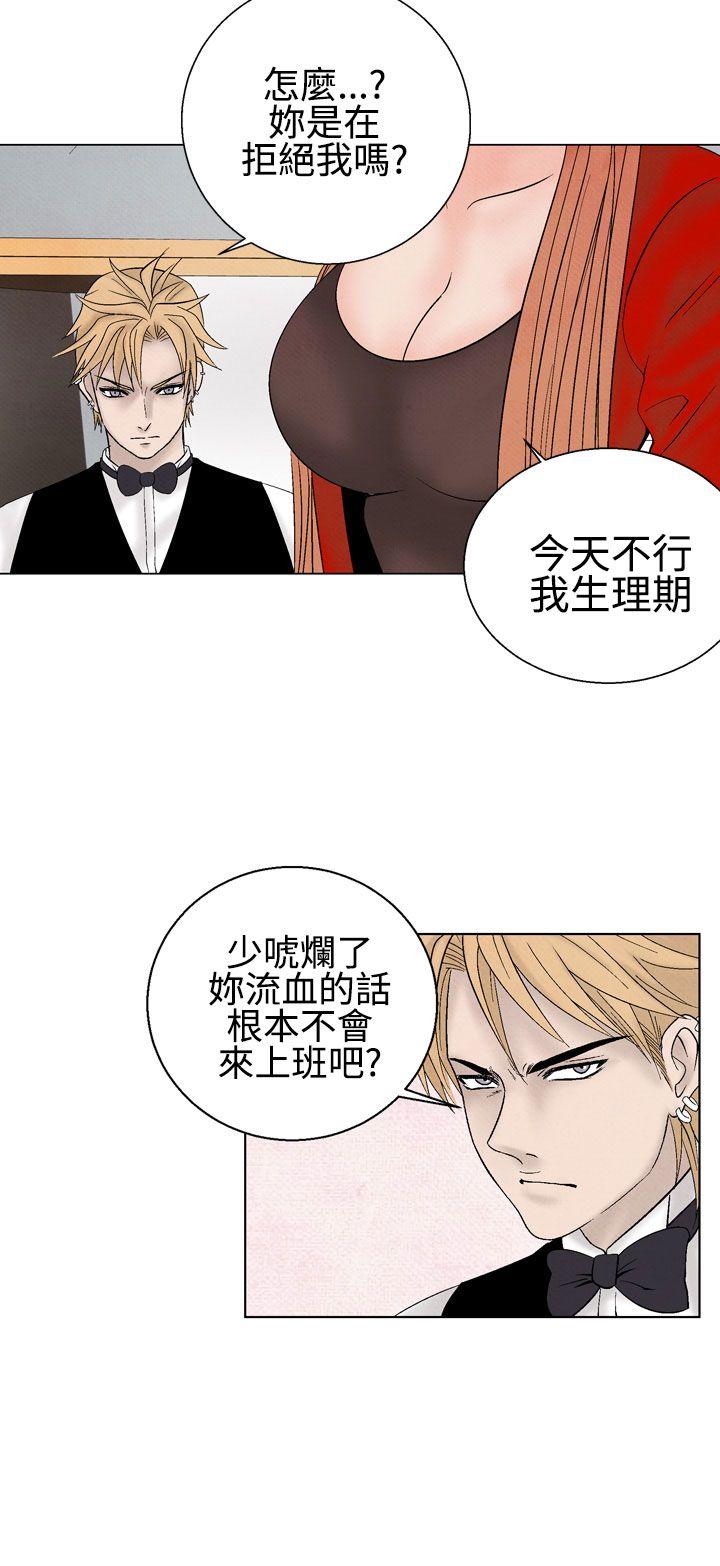 怎麼...?
妳是在
拒絕我嗎?
今天不行
我生理期
少唬爛了
妳流血的話
根本不會
來上班吧?